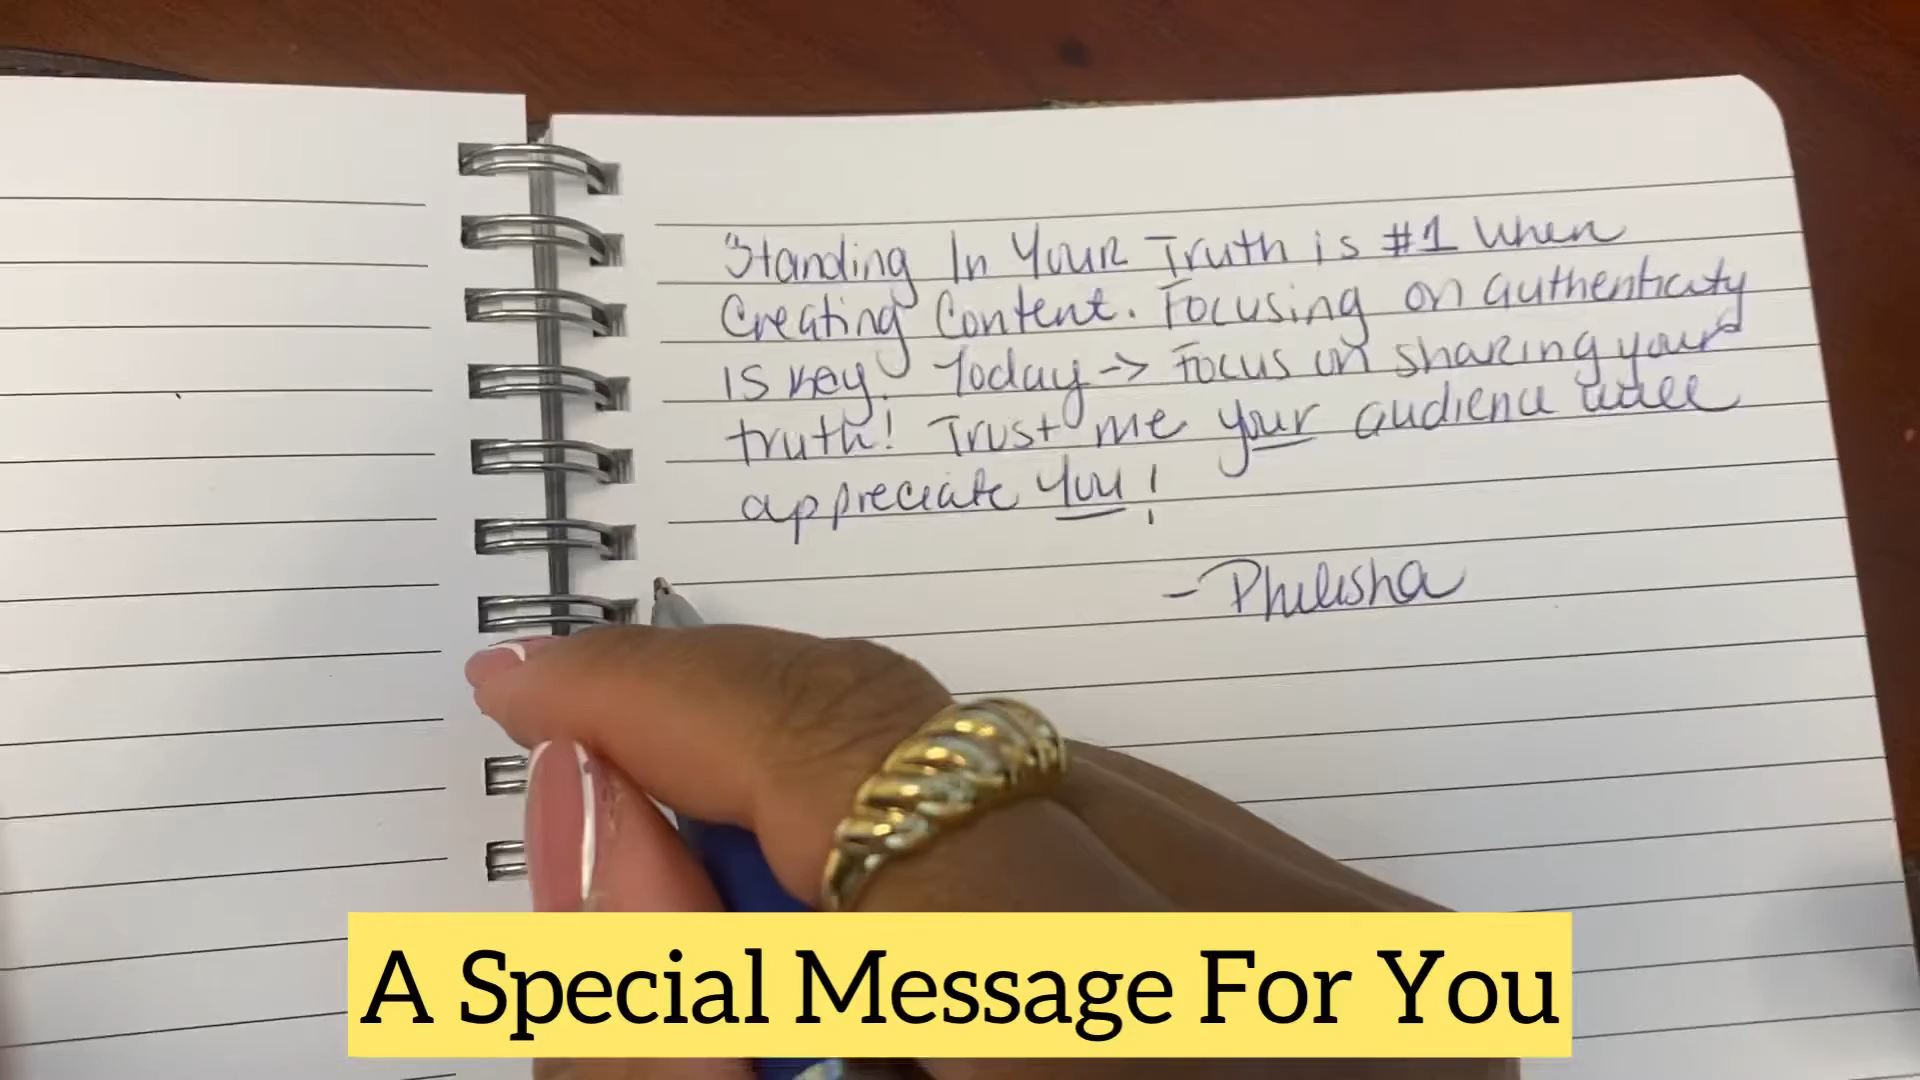 Standing In Your Truth is #1 when
Creating Content. Focusing on authenticity
is key. Today -> Focus on sharing your
truth! Trust me your audience will
appreciate you!
- Philisha
A Special Message For You